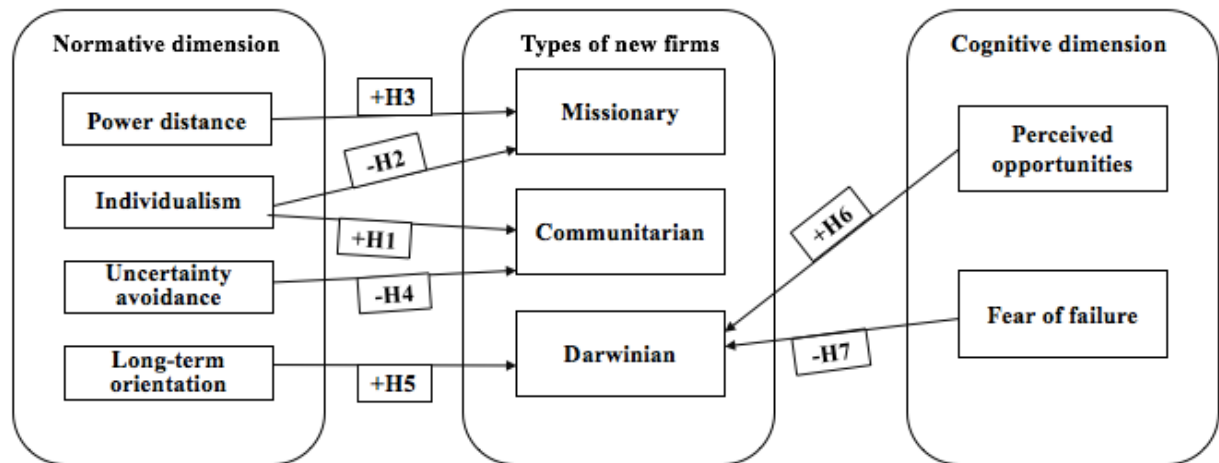 Normative dimension
Power distance
Individualism
Uncertainty
avoidance
Long-term
orientation
+H3
-H2
+H1
-H4
+H5
Types of new firms
Missionary
Communitarian
Darwinian
+H6
-H7
Cognitive dimension
Perceived
opportunities
Fear of failure